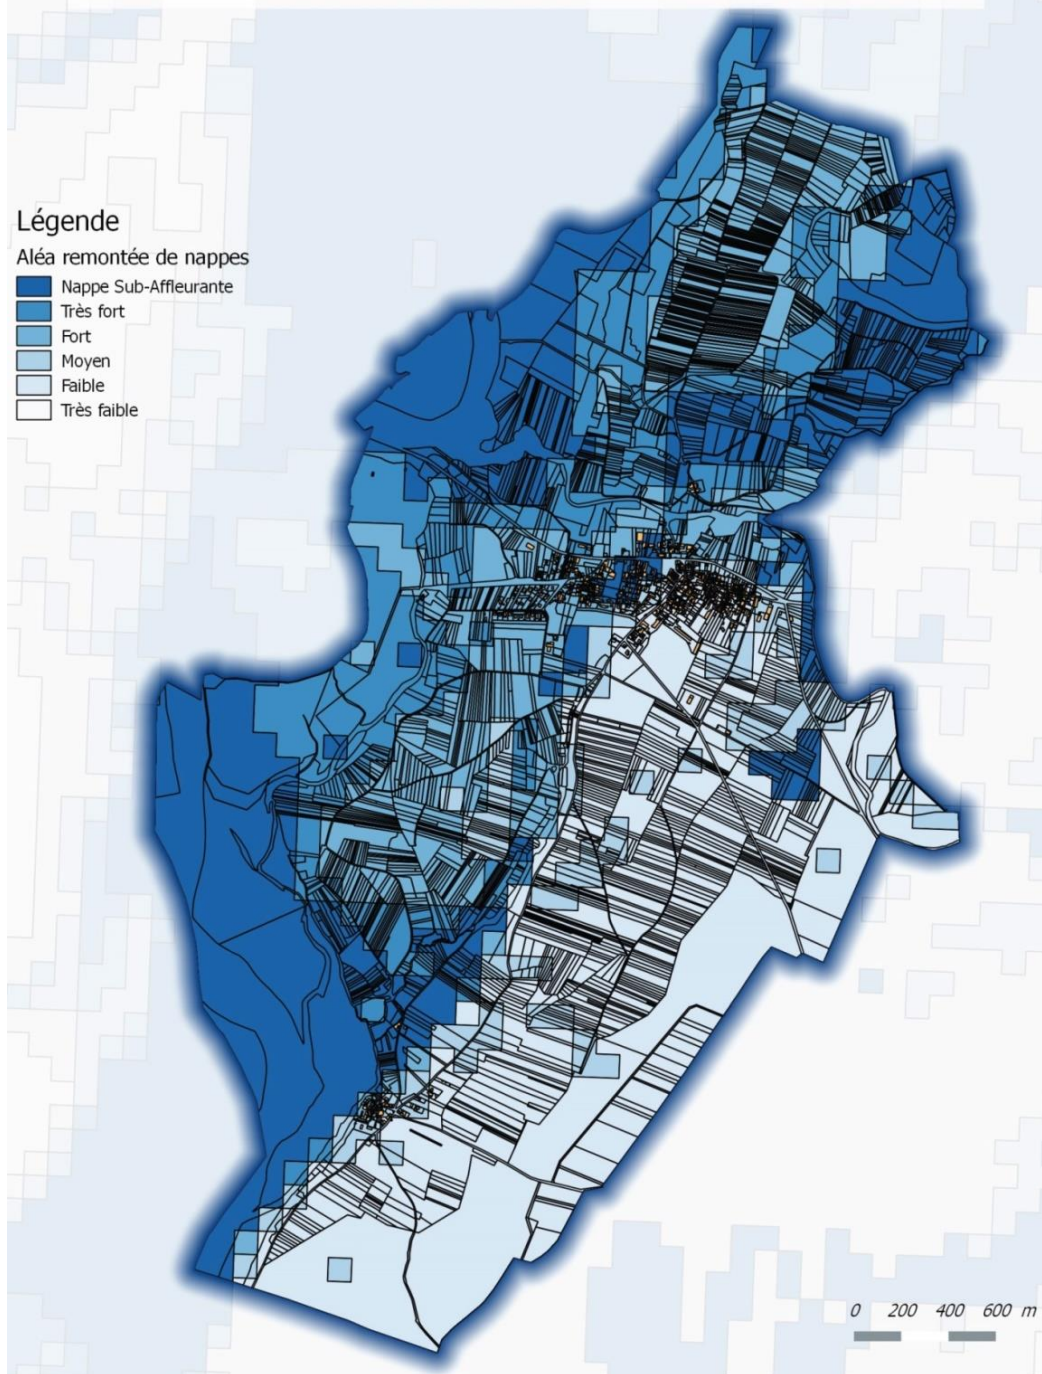 Légende
Aléa remontée de nappes
Nappe Sub-Affleurante
Très fort
Fort
Moyen
Faible
Très faible
0 200 400 600 m